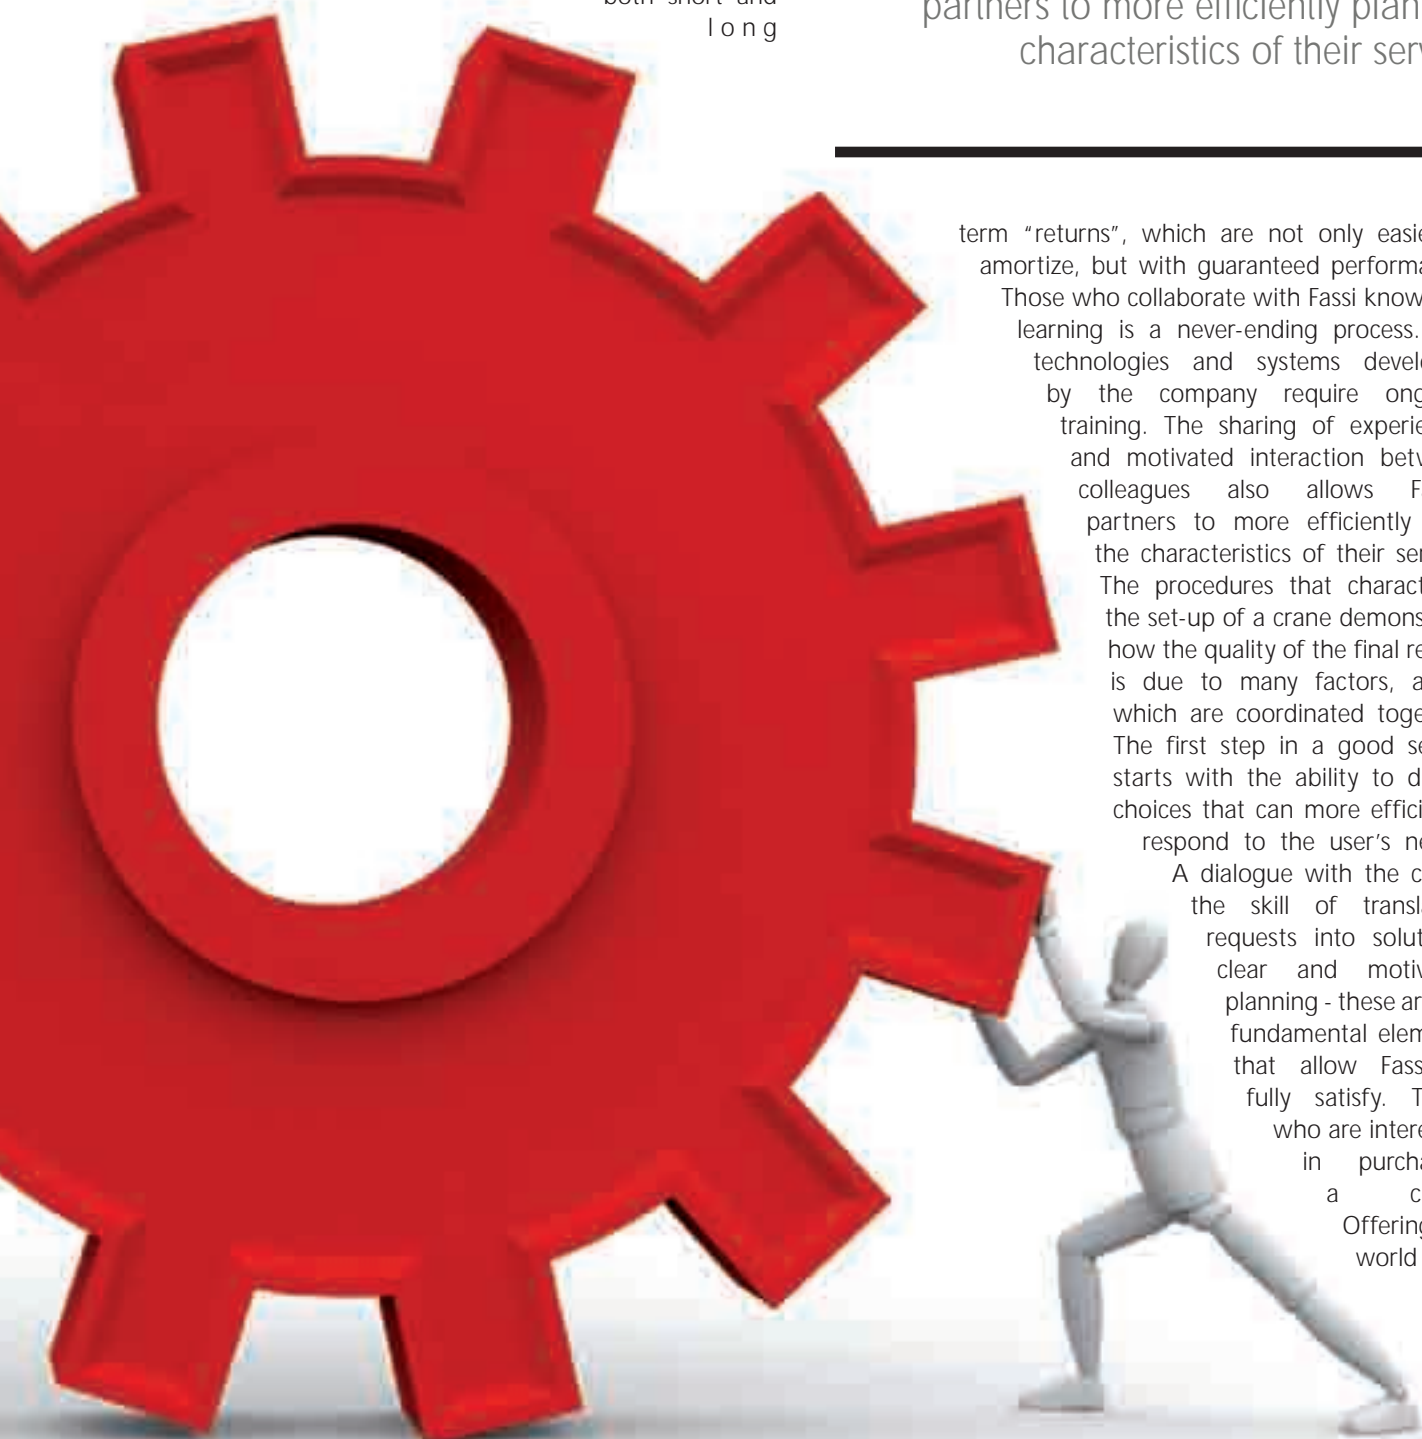 both short and
long
partners to more efficiently plan
characteristics of their serv
term “returns”, which are not only easie
amortize, but with guaranteed performa
Those who collaborate with Fassi know
learning is a never-ending process.
technologies and systems develo
by the company require ong
training. The sharing of experie
and motivated interaction betw
colleagues also allows Fa
partners to more efficiently
the characteristics of their ser
The procedures that charact
the set-up of a crane demons
how the quality of the final re
is due to many factors, a
which are coordinated toge
The first step in a good se
starts with the ability to d
choices that can more effici
respond to the user’s ne
A dialogue with the c
the skill of transla
requests into solut
clear and motiv
planning - these ar
fundamental elem
that allow Fass
fully satisfy. T
who are intere
in purcha
a c
Offering
world